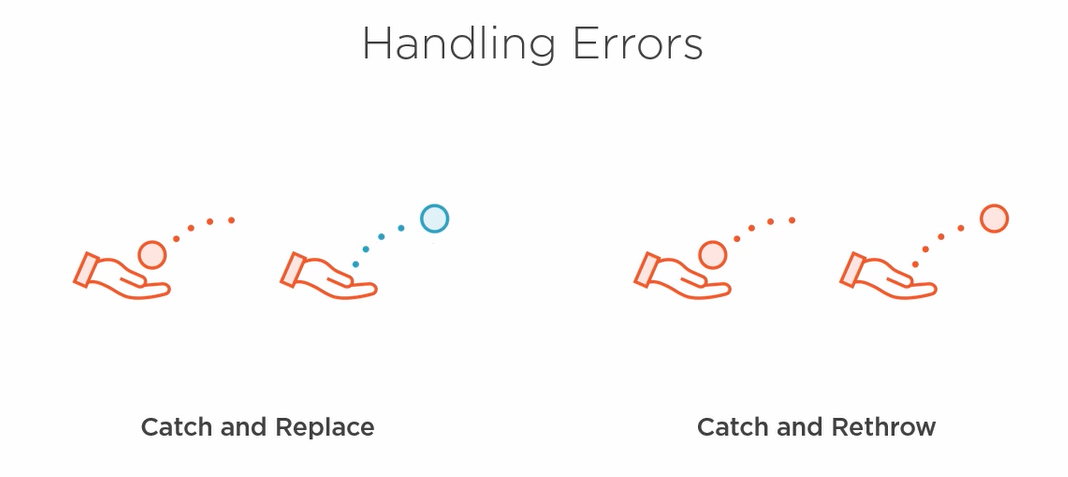 Handling Errors
Catch and Replace
Catch and Rethrow